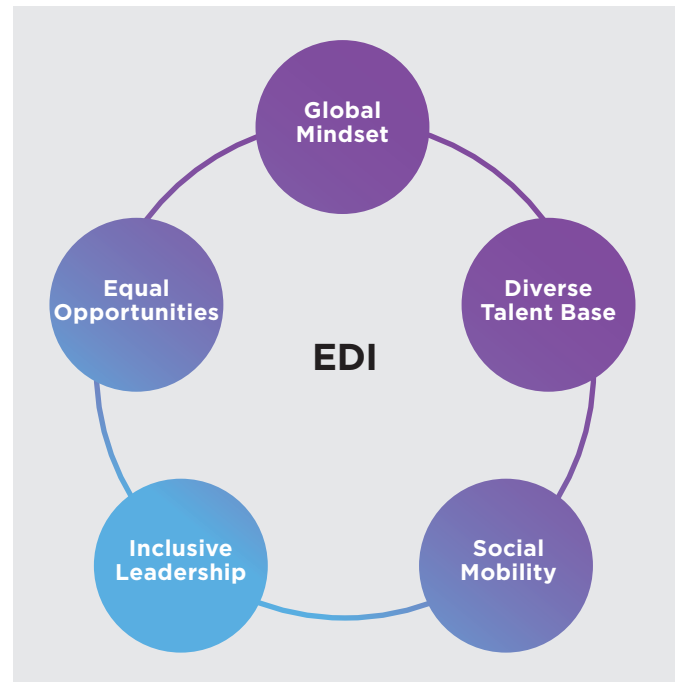 Global
Mindset
Equal
Opportunities
Diverse
Talent Base
EDI
Inclusive
Leadership
Social
Mobility